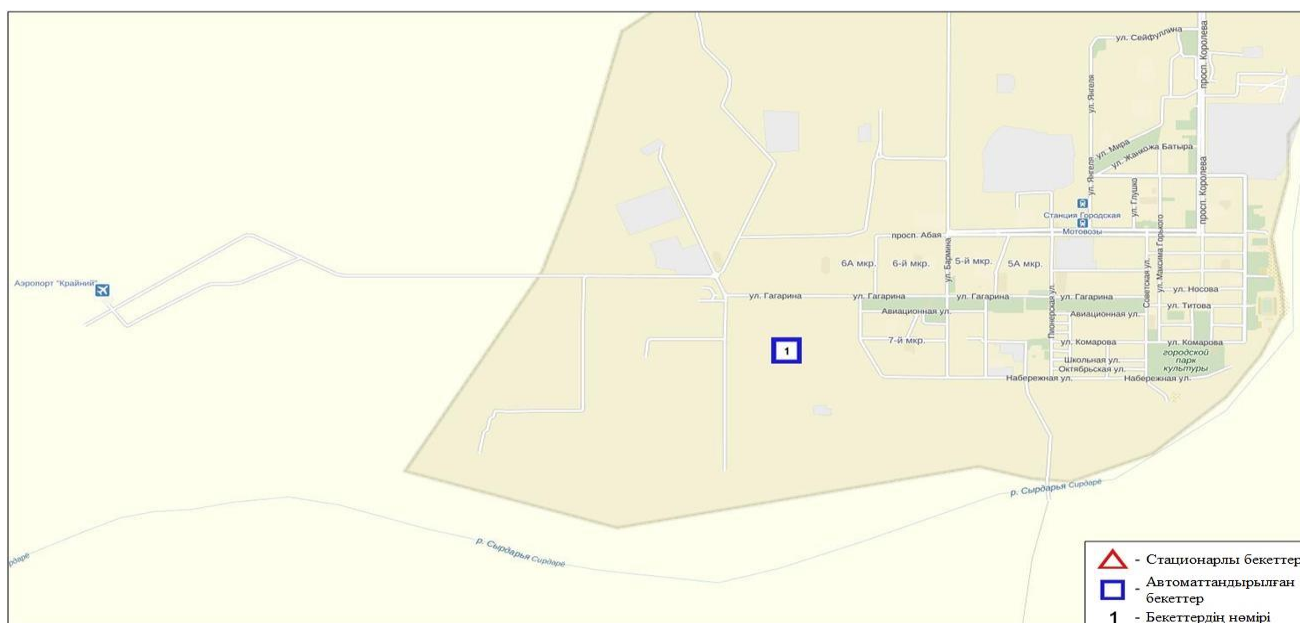 ул. Сейфуллина
просп. Королева
ул. Янгеля
ул. Мира
ул. Жанкожа Батыра
ул. Янгеля
ул. Глушко
просп. Королева
Станция Городская
Мотовозы
ул. Максима Горького
просп. Абая
ул. Бармина
6А мкр.
6-й мкр.
5-й мкр.
5А мкр.
Советская ул.
Аэропорт "Крайний"
ул. Носова
ул. Гагарина
ул. Гагарина
ул. Гагарина
ул. Гагарина
ул. Титова
Пионерская ул.
Авиационная ул.
Авиационная ул.
7-й мкр.
ул. Комарова
ул. Комарова
1
Школьная ул.
городской
парк
культуры
Октябрьская ул.
Набережная ул.
Набережная ул.
р. Сырдарья Сирдарё
р. Сырдарья Сирдарё
- Стационарлы бекеттер
- Автоматтандырылған
бекеттер
1 - Бекеттердің нөмірі